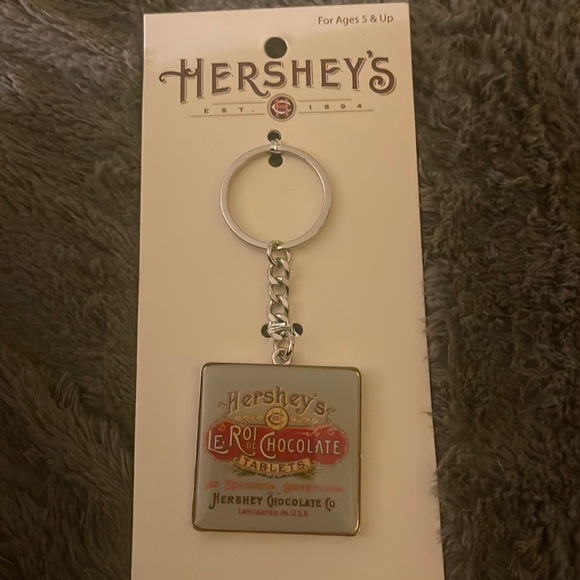 For Ages 5 & Up
HERSHEY'S
EST. 1894
Hershey's
LE ROI DE CHOCOLATE
TABLETS
HERSHEY CHOCOLATE CO.
LANCASTER, PA. U.S.A.